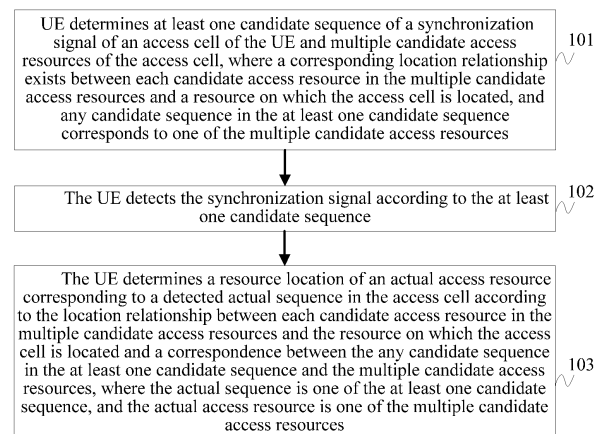 UE determines at least one candidate sequence of a synchronization
signal of an access cell of the UE and multiple candidate access
resources of the access cell, where a corresponding location relationship
exists between each candidate access resource in the multiple candidate
access resources and a resource on which the access cell is located, and
any candidate sequence in the at least one candidate sequence
corresponds to one of the multiple candidate access resources
101
The UE detects the synchronization signal according to the at least
one candidate sequence
102
The UE determines a resource location of an actual access resource
corresponding to a detected actual sequence in the access cell according
to the location relationship between each candidate access resource in the
multiple candidate access resources and the resource on which the access
cell is located and a correspondence between the any candidate sequence
in the at least one candidate sequence and the multiple candidate access
resources, where the actual sequence is one of the at least one candidate
sequence, and the actual access resource is one of the multiple candidate
access resources
103